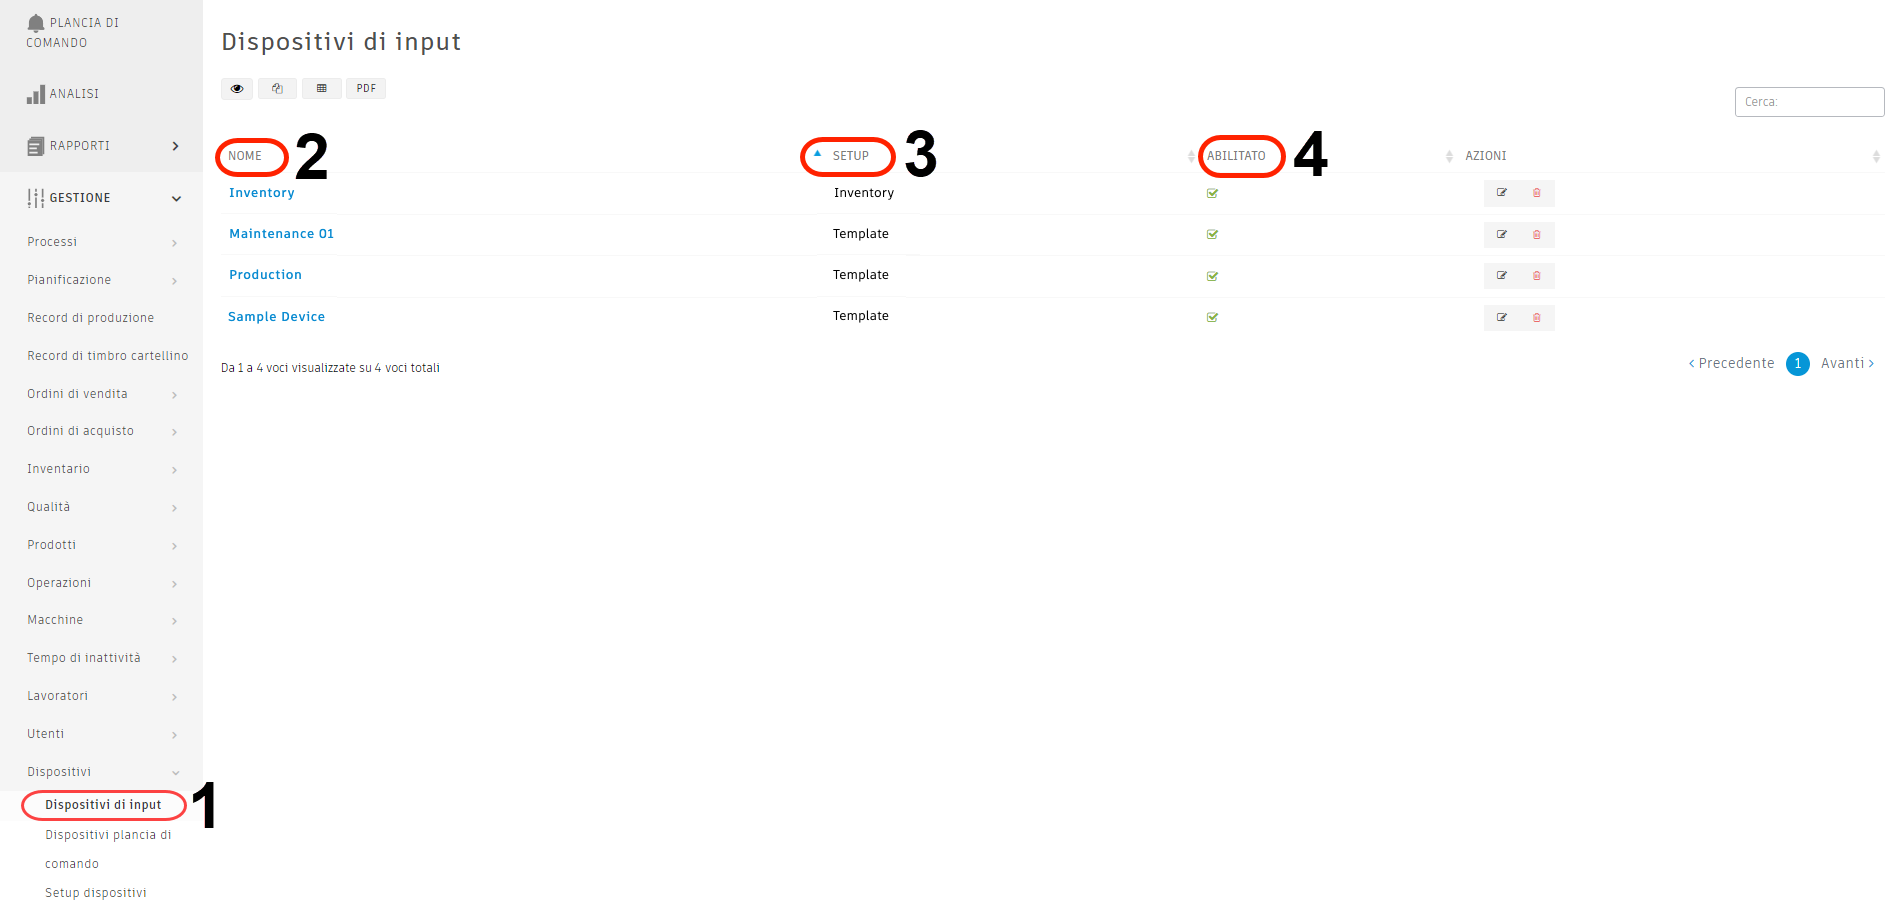 PLANCIA DI
COMANDO
ANALISI
RAPPORTI
GESTIONE
Processi
Pianificazione
Record di produzione
Record di timbro cartellino
Ordini di vendita
Ordini di acquisto
Inventario
Qualità
Prodotti
Operazioni
Macchine
Tempo di inattività
Lavoratori
Utenti
Dispositivi
Dispositivi di input 1
Dispositivi plancia di
comando
Setup dispositivi
Dispositivi di input
PDF
Cerca:
NOME 2 SETUP 3 ABILITATO 4 AZIONI
Inventory Inventory
Maintenance 01 Template
Production Template
Sample Device Template
Da 1 a 4 voci visualizzate su 4 voci totali
‹ Precedente 1 Avanti ›